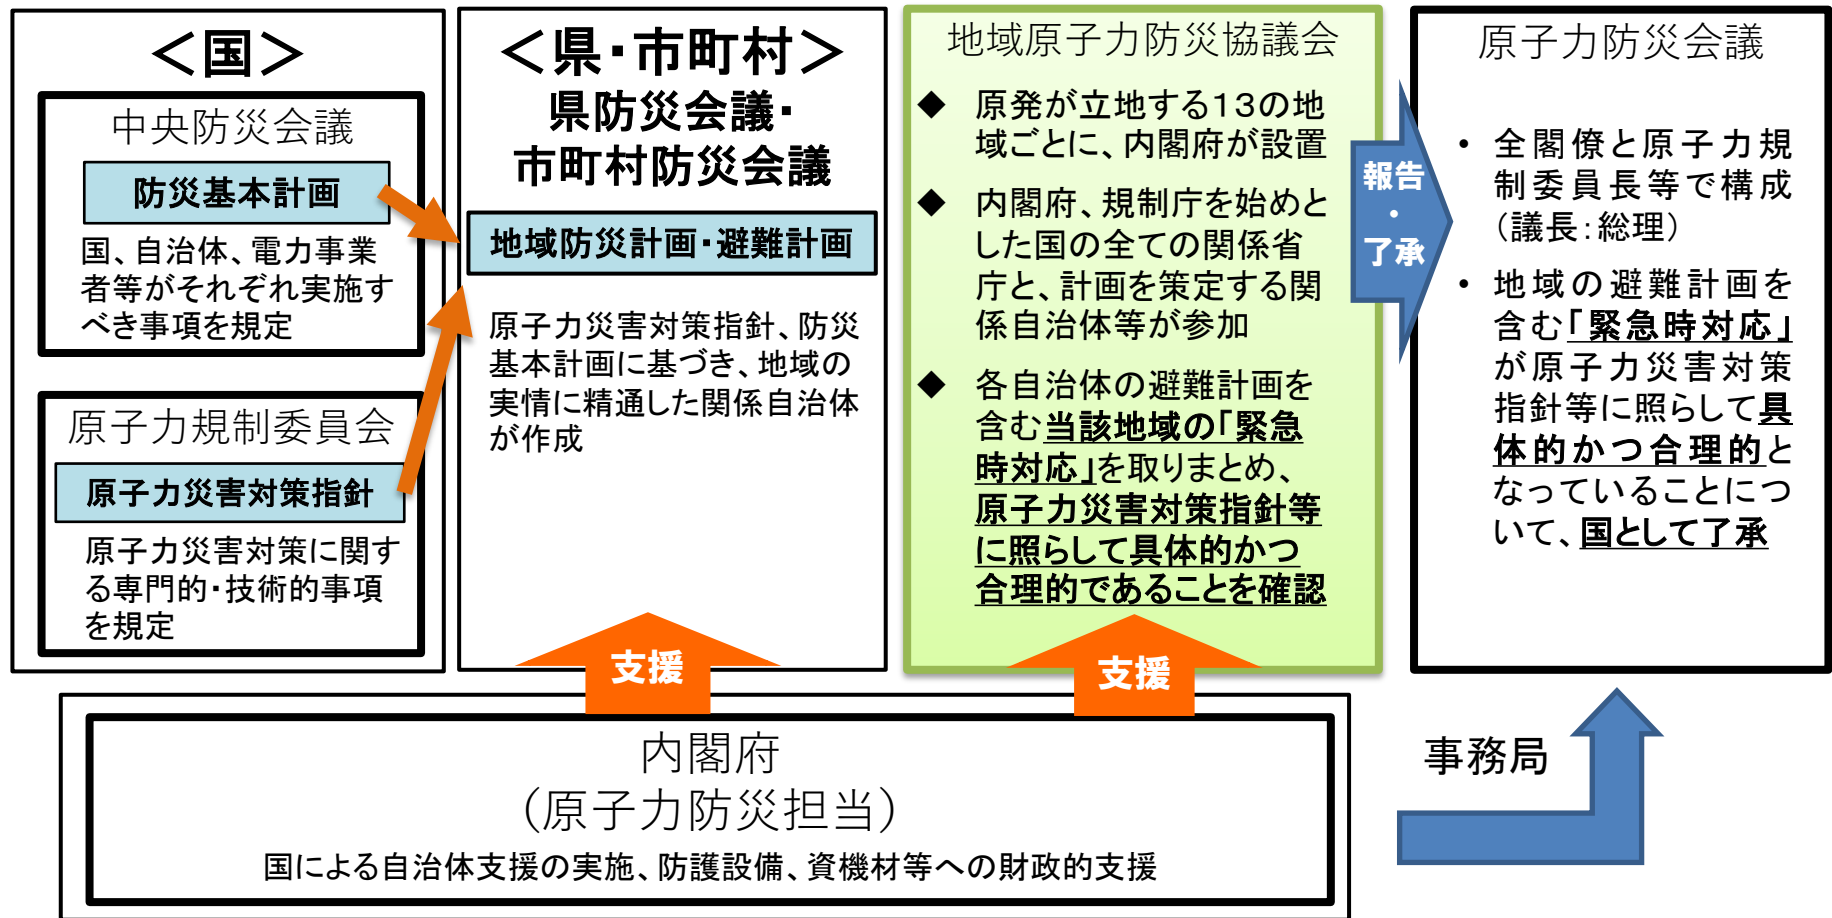 ＜国＞
中央防災会議
防災基本計画
国、自治体、電力事業
者等がそれぞれ実施す
べき事項を規定
原子力規制委員会
原子力災害対策指針
原子力災害対策に関す
る専門的・技術的事項
を規定
＜県・市町村＞
県防災会議・
市町村防災会議
地域防災計画・避難計画
原子力災害対策指針、防災
基本計画に基づき、地域の
実情に精通した関係自治体
が作成
支援
地域原子力防災協議会
◆ 原発が立地する１３の地
域ごとに、内閣府が設置
◆ 内閣府、規制庁を始めと
した国の全ての関係省
庁と、計画を策定する関
係自治体等が参加
◆ 各自治体の避難計画を
含む当該地域の「緊急
時対応」を取りまとめ、
原子力災害対策指針等
に照らして具体的かつ
合理的であることを確認
支援
報告
・
了承
原子力防災会議
• 全閣僚と原子力規
制委員長等で構成
（議長：総理）
• 地域の避難計画を
含む「緊急時対応」
が原子力災害対策
指針等に照らして具
体的かつ合理的と
なっていることにつ
いて、国として了承
内閣府
（原子力防災担当）
国による自治体支援の実施、防護設備、資機材等への財政的支援
事務局